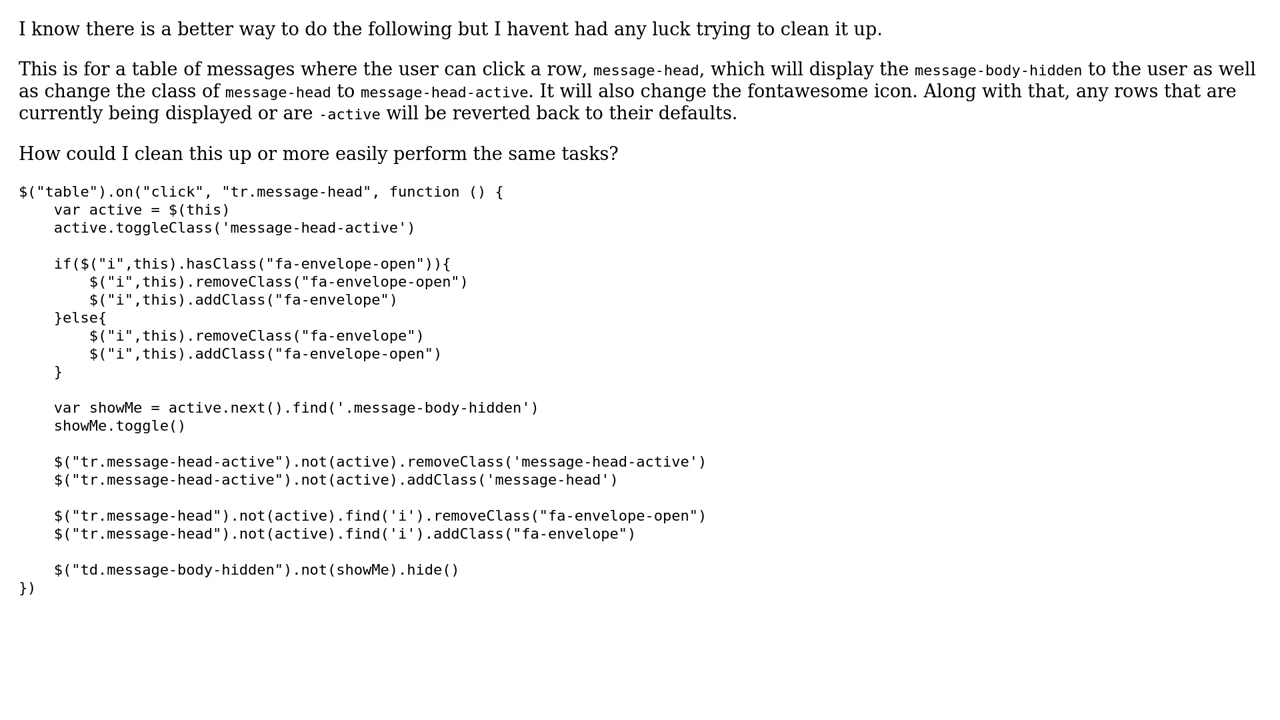 I know there is a better way to do the following but I havent had any luck trying to clean it up.
This is for a table of messages where the user can click a row, message-head, which will display the message-body-hidden to the user as well
as change the class of message-head to message-head-active. It will also change the fontawesome icon. Along with that, any rows that are
currently being displayed or are -active will be reverted back to their defaults.
How could I clean this up or more easily perform the same tasks?
$("table").on("click", "tr.message-head", function () {
    var active = $(this)
    active.toggleClass('message-head-active')

    if($("i",this).hasClass("fa-envelope-open")){
        $("i",this).removeClass("fa-envelope-open")
        $("i",this).addClass("fa-envelope")
    }else{
        $("i",this).removeClass("fa-envelope")
        $("i",this).addClass("fa-envelope-open")
    }

    var showMe = active.next().find('.message-body-hidden')
    showMe.toggle()

    $("tr.message-head-active").not(active).removeClass('message-head-active')
    $("tr.message-head-active").not(active).addClass('message-head')

    $("tr.message-head").not(active).find('i').removeClass("fa-envelope-open")
    $("tr.message-head").not(active).find('i').addClass("fa-envelope")

    $("td.message-body-hidden").not(showMe).hide()
})